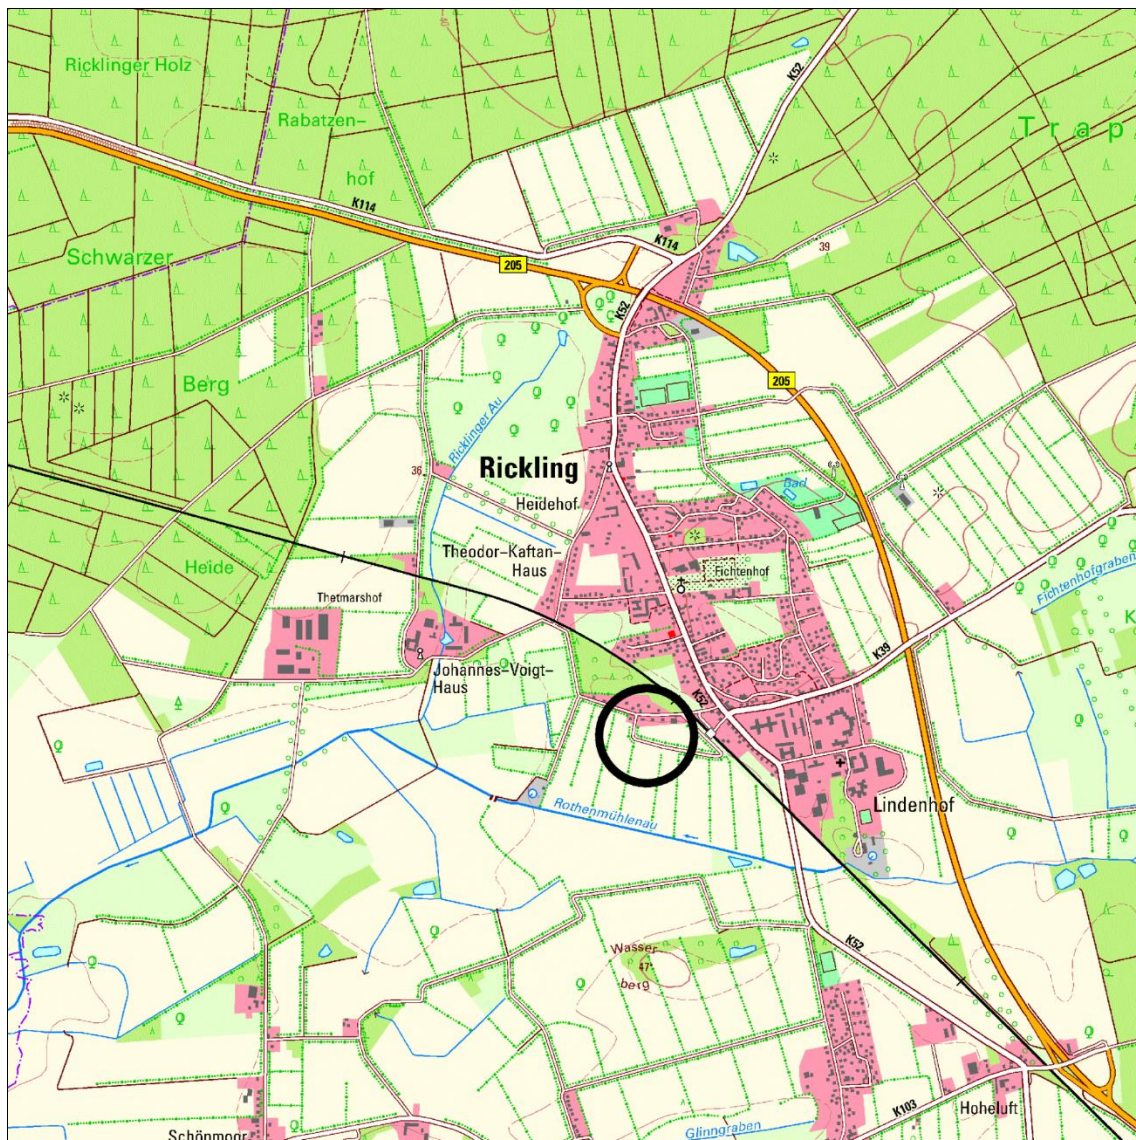 40
K52
Ricklinger Holz
Rabatzen-
hof
Trap
K114
Schwarzer
K114
39
205
K52
205
Berg
Ricklinger Au
36
Rickling
Heidehof
Bad
Theodor-Kaftan-
Haus
Heide
Fichtenhof
Fichtenhofgraben
Thetmarshof
K
K39
Johannes-Voigt-
Haus
K52
Rothenmühlenau
Lindenhof
Wasser
47
berg
K52
K103
Hoheluft
Glinngraben
Schönmoor